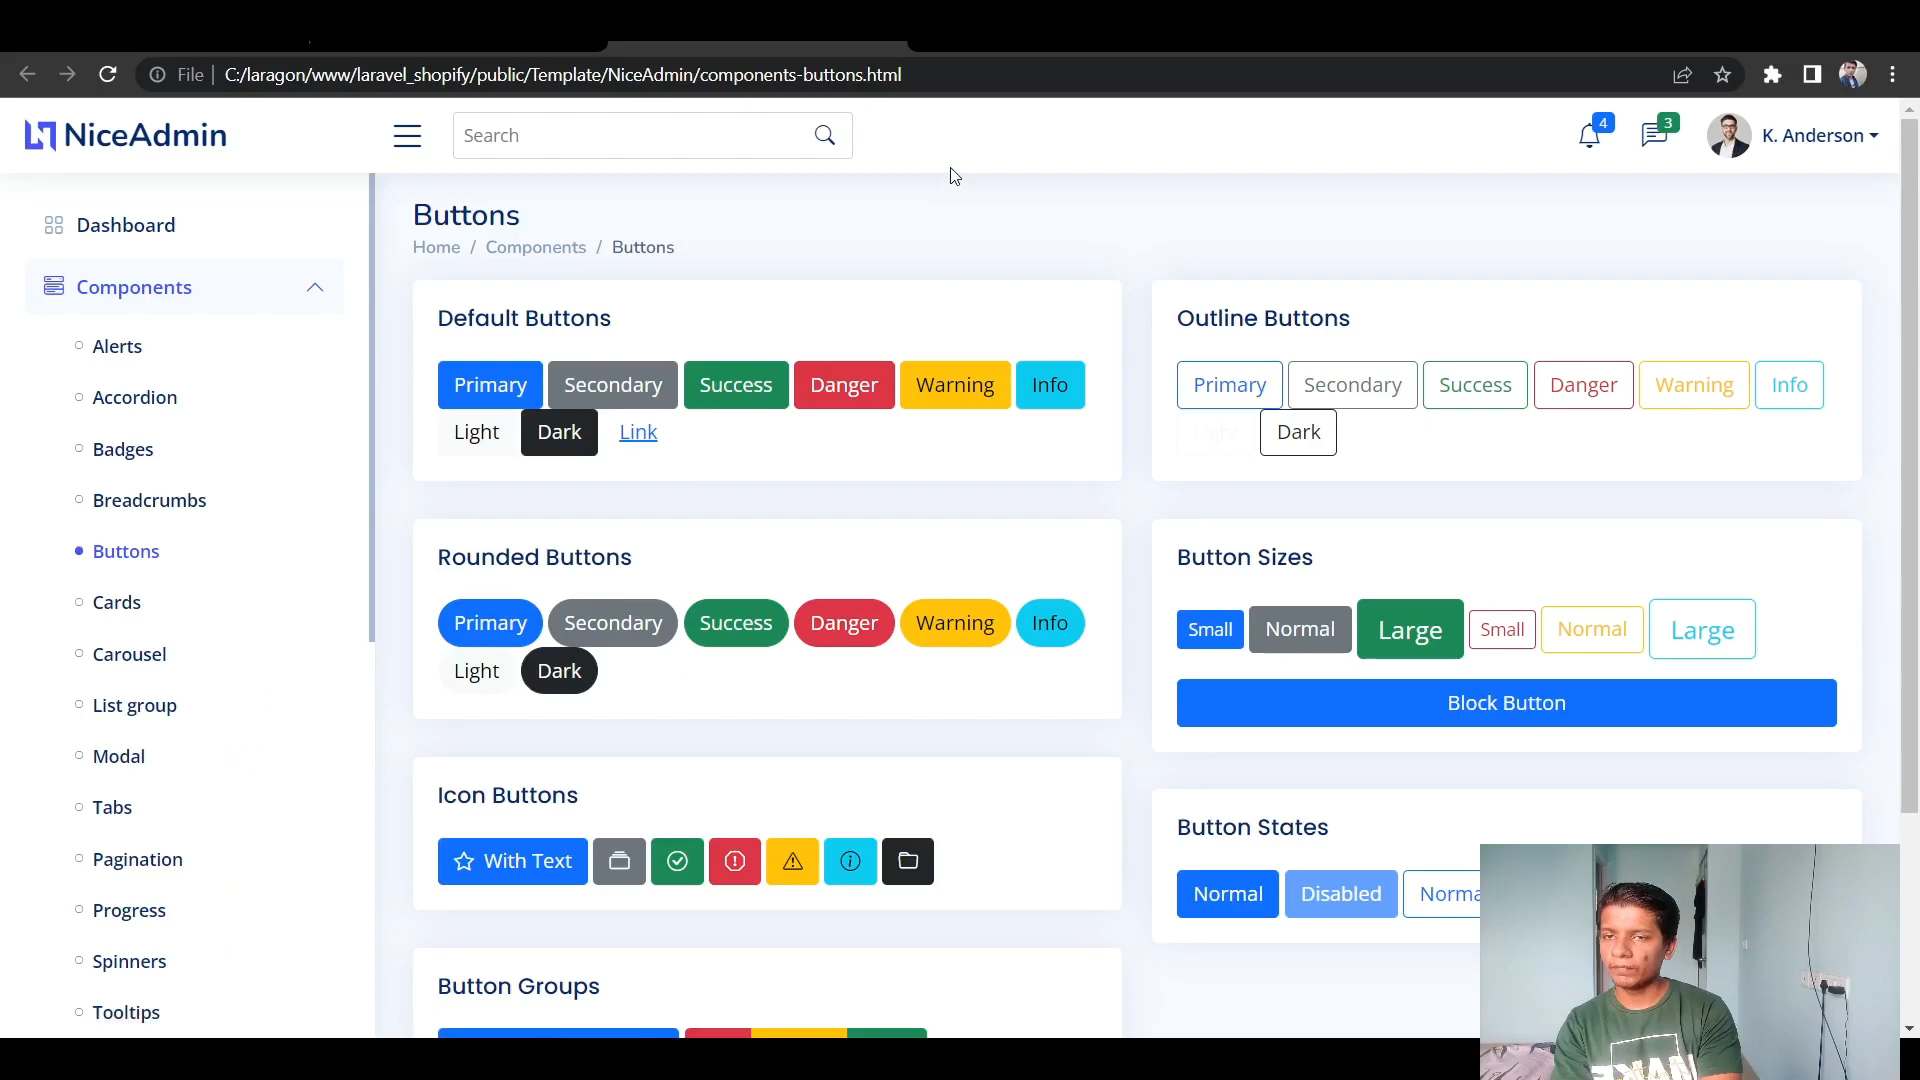 File C:/laragon/www/laravel_shopify/public/Template/NiceAdmin/components-buttons.html
NiceAdmin
Search
4
3
K. Anderson
Dashboard
Components
Alerts
Accordion
Badges
Breadcrumbs
Buttons
Cards
Carousel
List group
Modal
Tabs
Pagination
Progress
Spinners
Tooltips
Buttons
Home / Components / Buttons
Default Buttons
Primary Secondary Success Danger Warning Info
Light Dark Link
Rounded Buttons
Primary Secondary Success Danger Warning Info
Light Dark
Icon Buttons
With Text
Button Groups
Outline Buttons
Primary Secondary Success Danger Warning Info
Light Dark
Button Sizes
Small Normal Large Small Normal Large
Block Button
Button States
Normal Disabled